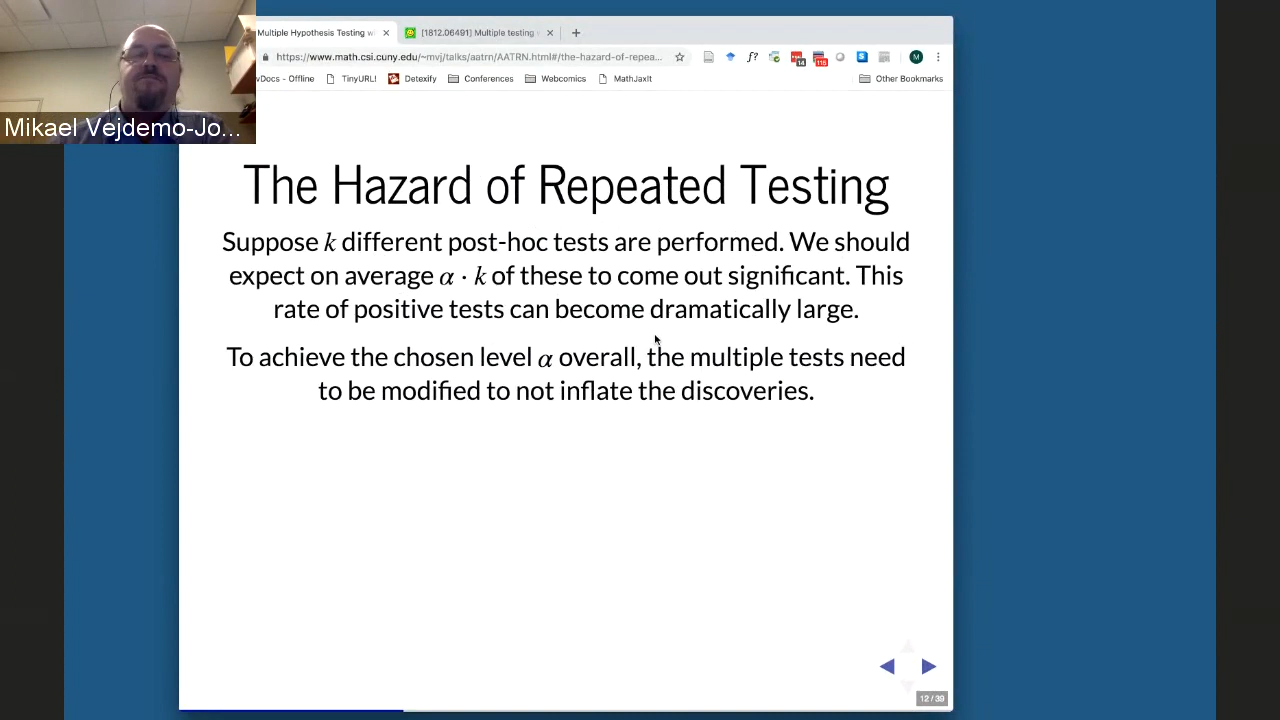 Multiple Hypothesis Testing w
[1812.06491] Multiple testing
https://www.math.csi.cuny.edu/~mvj/talks/aatrn/AATRN.html#/the-hazard-of-repea...
f?
14
115
S
M
wDocs - Offline TinyURL! Detexify Conferences Webcomics MathJaxIt Other Bookmarks
Mikael Vejdemo-Jo...
The Hazard of Repeated Testing
Suppose k different post-hoc tests are performed. We should
expect on average α · k of these to come out significant. This
rate of positive tests can become dramatically large.
To achieve the chosen level α overall, the multiple tests need
to be modified to not inflate the discoveries.
12 / 39